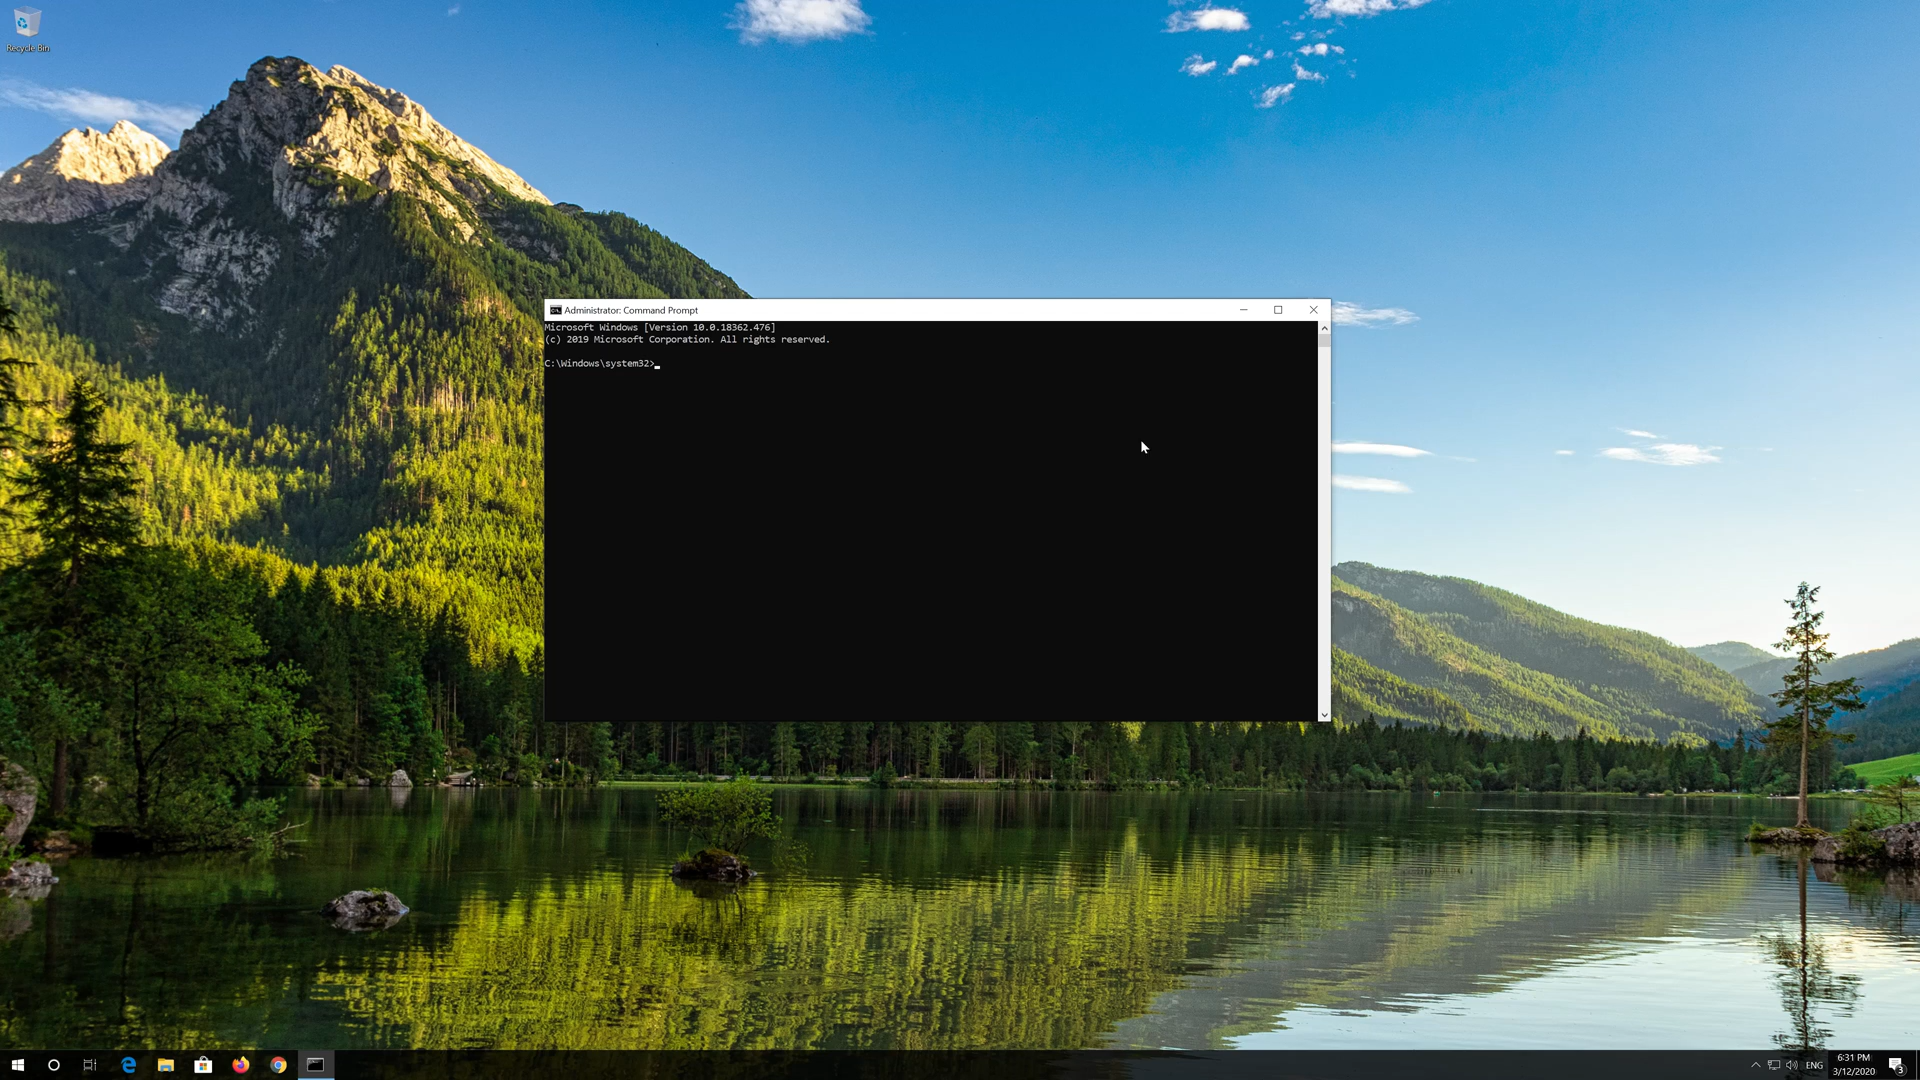 Recycle Bin
Administrator: Command Prompt
Microsoft Windows [Version 10.0.18362.476]
(c) 2019 Microsoft Corporation. All rights reserved.
C:\Windows\system32>
ENG
6:31 PM
3/12/2020
3